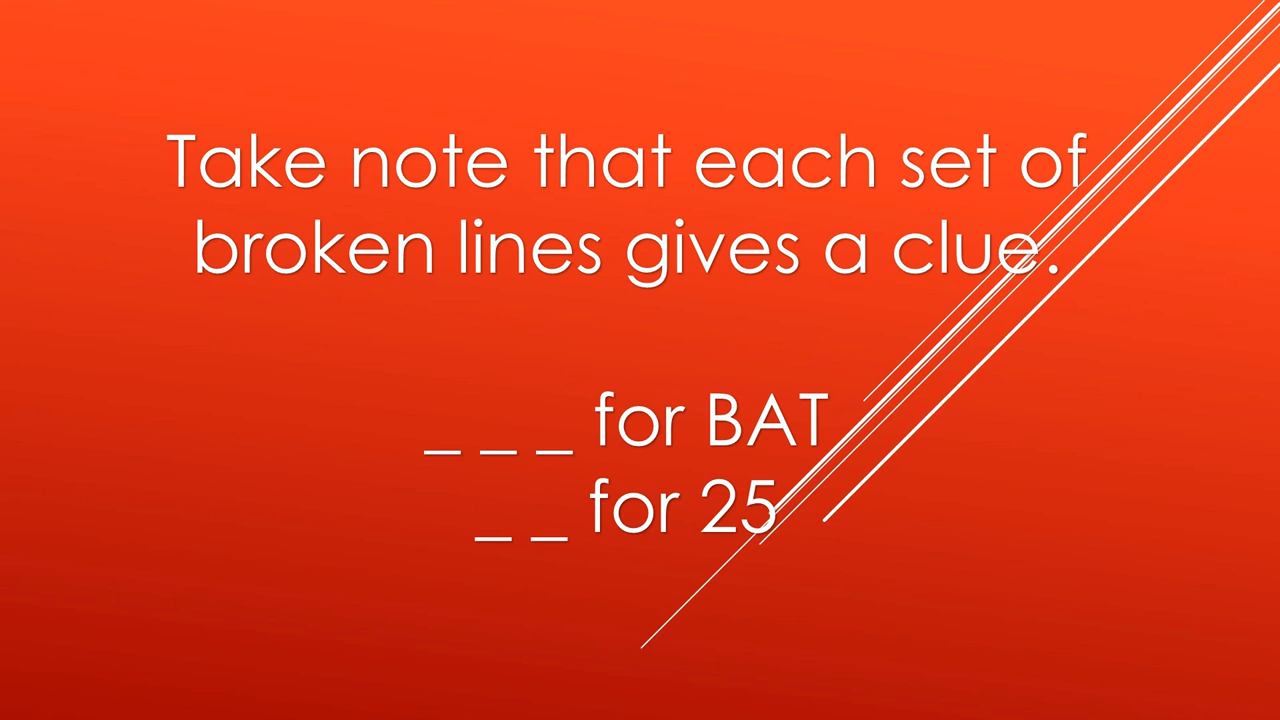 Take note that each set of
broken lines gives a clue.
_ _ _ for BAT
_ _ for 25